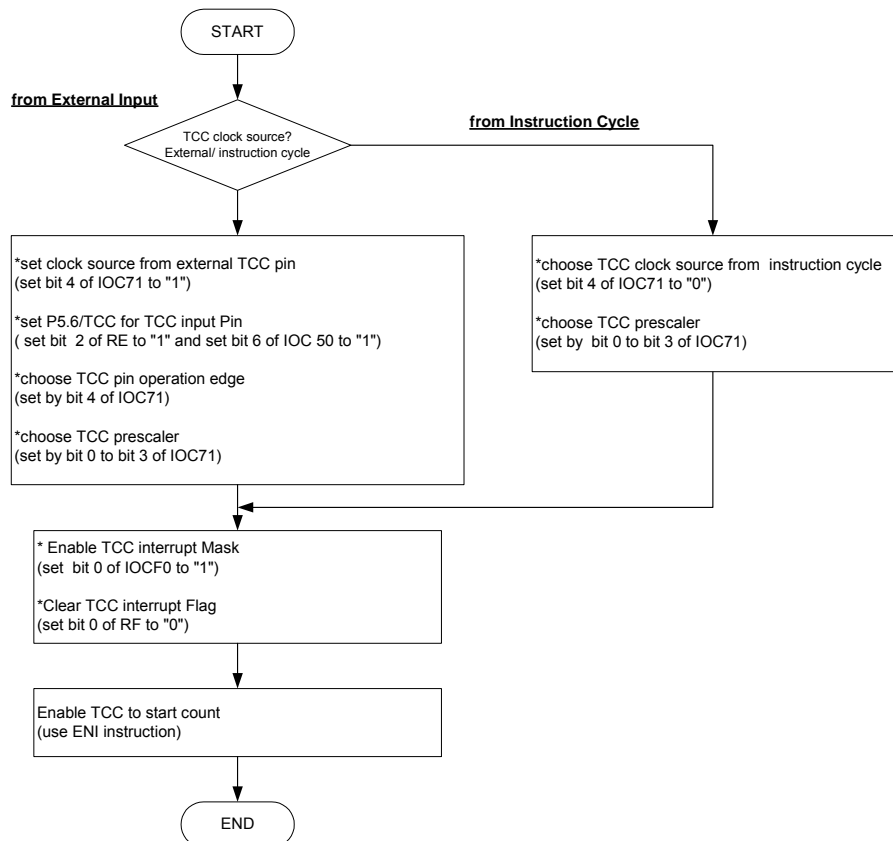 START
from External Input
TCC clock source?
External/ instruction cycle
from Instruction Cycle
*set clock source from external TCC pin
(set bit 4 of IOC71 to "1")
*set P5.6/TCC for TCC input Pin
( set bit  2 of RE to "1" and set bit 6 of IOC 50 to "1")
*choose TCC pin operation edge
(set by bit 4 of IOC71)
*choose TCC prescaler
(set by bit 0 to bit 3 of IOC71)
*choose TCC clock source from  instruction cycle
(set bit 4 of IOC71 to "0")
*choose TCC prescaler
(set by  bit 0 to bit 3 of IOC71)
* Enable TCC interrupt Mask
(set  bit 0 of IOCF0 to "1")
*Clear TCC interrupt Flag
(set bit 0 of RF to "0")
Enable TCC to start count
(use ENI instruction)
END